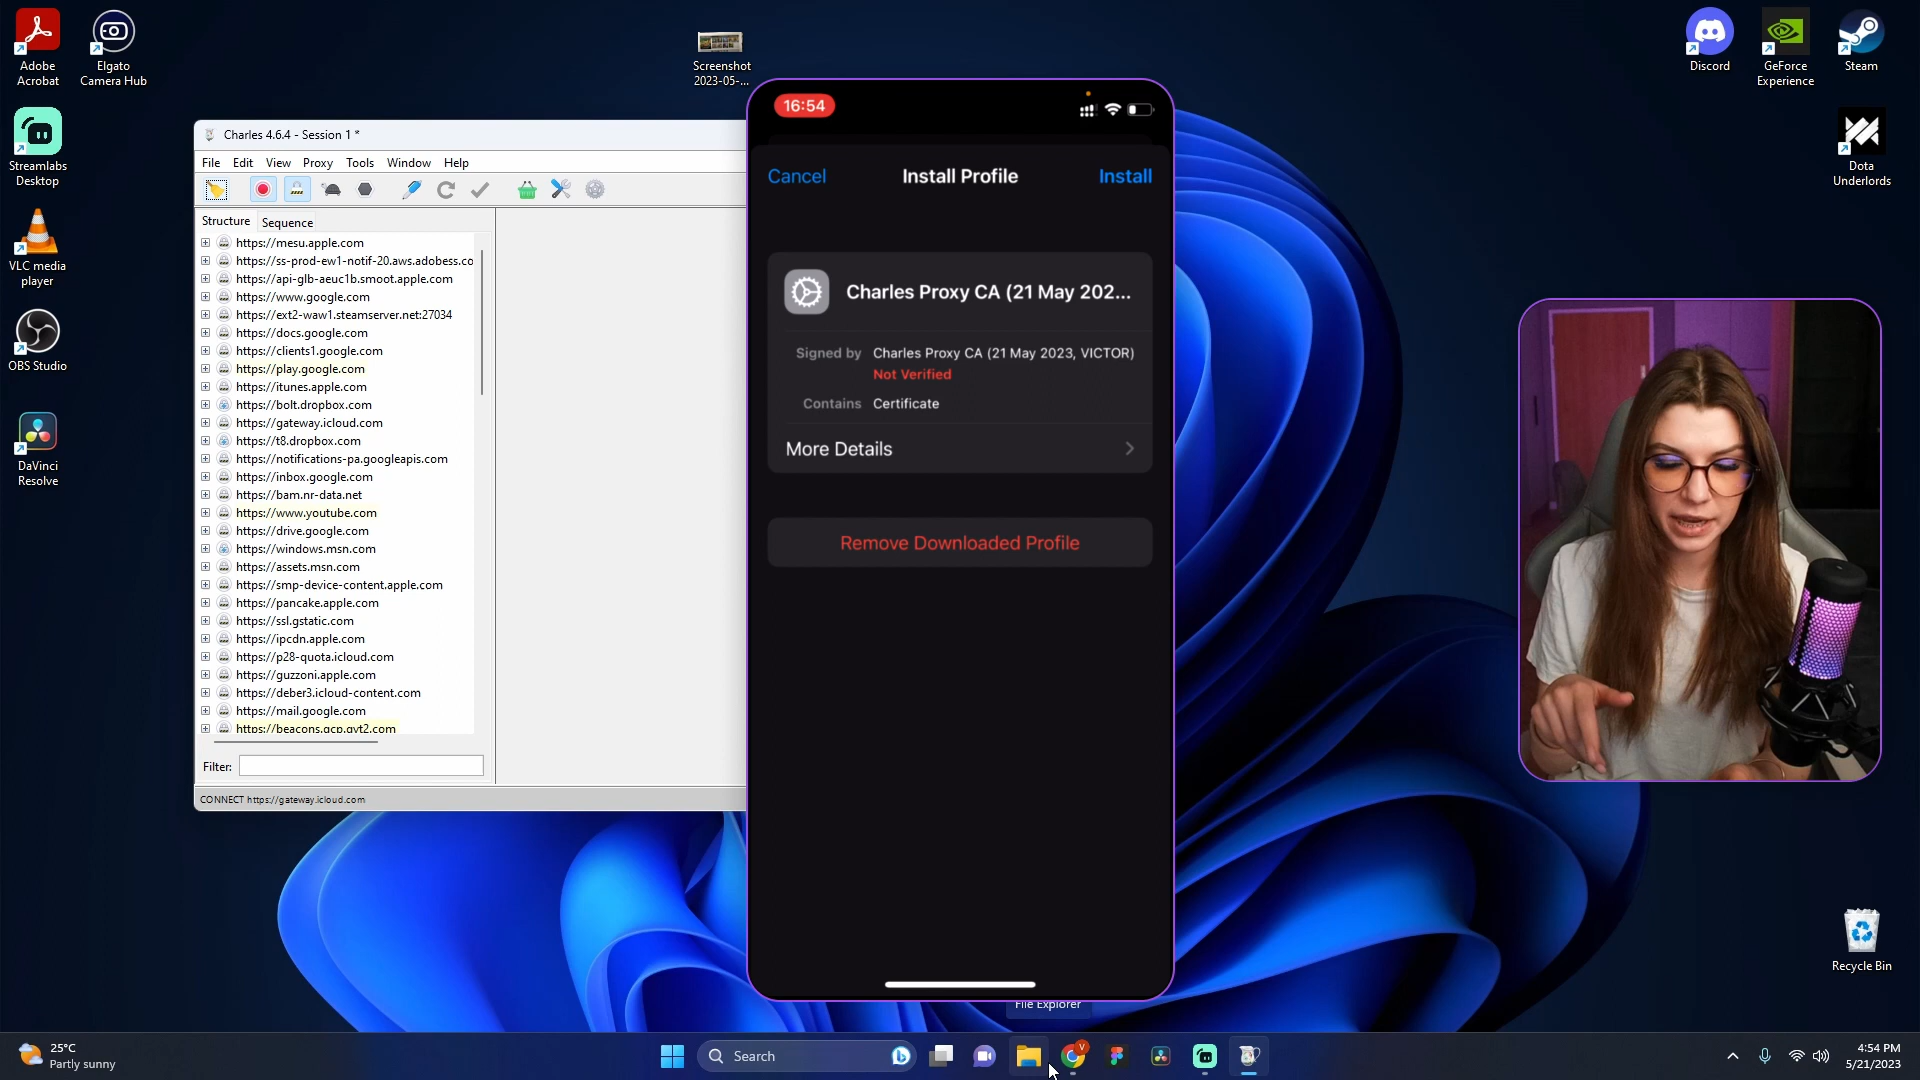 Adobe
Acrobat
Elgato
Camera Hub
Streamlabs
Desktop
VLC media
player
OBS Studio
DaVinci
Resolve
Screenshot
2023-05-...
Discord
GeForce
Experience
Steam
Dota
Underlords
Recycle Bin
Charles 4.6.4 - Session 1 *
File Edit View Proxy Tools Window Help
Structure Sequence
https://mesu.apple.com
https://ss-prod-ew1-notif-20.aws.adobess.co
https://api-glb-aeuc1b.smoot.apple.com
https://www.google.com
https://ext2-waw1.steamserver.net:27034
https://docs.google.com
https://clients1.google.com
https://play.google.com
https://itunes.apple.com
https://bolt.dropbox.com
https://gateway.icloud.com
https://t8.dropbox.com
https://notifications-pa.googleapis.com
https://inbox.google.com
https://bam.nr-data.net
https://www.youtube.com
https://drive.google.com
https://windows.msn.com
https://assets.msn.com
https://smp-device-content.apple.com
https://pancake.apple.com
https://ssl.gstatic.com
https://ipcdn.apple.com
https://p28-quota.icloud.com
https://guzzoni.apple.com
https://deber3.icloud-content.com
https://mail.google.com
https://beacons.gcp.gvt2.com
Filter:
CONNECT https://gateway.icloud.com
16:54
Cancel Install Profile Install
Charles Proxy CA (21 May 202...
Signed by Charles Proxy CA (21 May 2023, VICTOR)
Not Verified
Contains Certificate
More Details
Remove Downloaded Profile
File Explorer
25°C
Partly sunny
Search
V
4:54 PM
5/21/2023